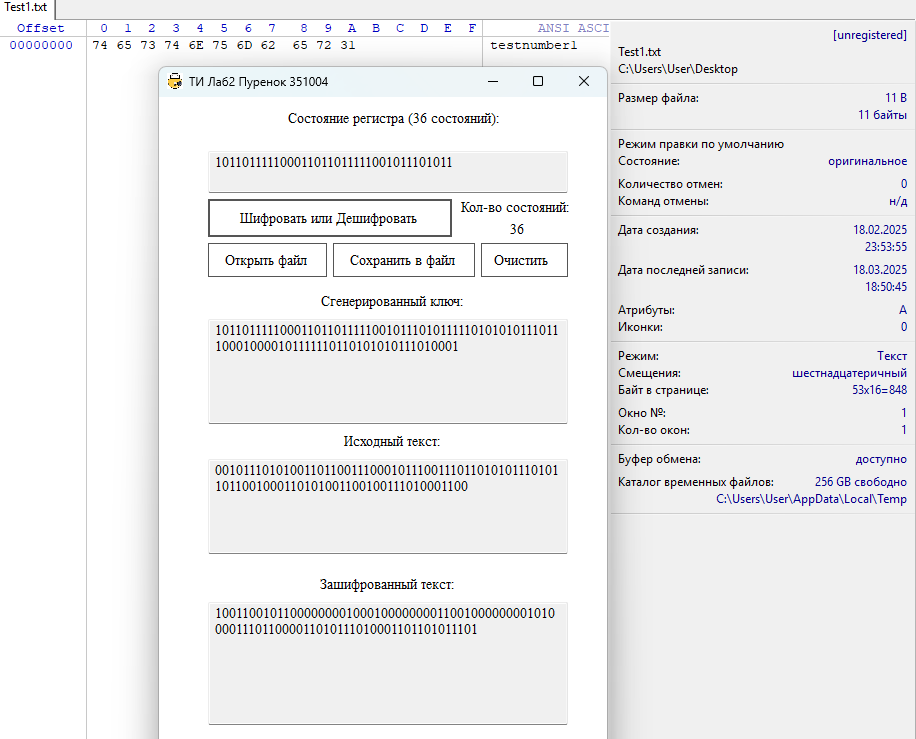 Test1.txt
Offset 0 1 2 3 4 5 6 7 8 9 A B C D E F ANSI ASCI
00000000 74 65 73 74 6E 75 6D 62 65 72 31 testnumber1
[unregistered]
Test1.txt
C:\Users\User\Desktop
Размер файла: 11 B
11 байты
Режим правки по умолчанию
Состояние: оригинальное
Количество отмен: 0
Команд отмены: н/д
Дата создания: 18.02.2025
23:53:55
Дата последней записи: 18.03.2025
18:50:45
Атрибуты: A
Иконки: 0
Режим: Текст
Смещения: шестнадцатеричный
Байт в странице: 53x16=848
Окно №: 1
Кол-во окон: 1
Буфер обмена: доступно
Каталог временных файлов: 256 GB свободно
C:\Users\User\AppData\Local\Temp
ТИ Лаб2 Пуренок 351004
Состояние регистра (36 состояний):
101101111100011011011111001011101011
Шифровать или Дешифровать
Кол-во состояний:
36
Открыть файл Сохранить в файл Очистить
Сгенерированный ключ:
1011011111000110110111110010111010111110101010111011
100010000101111110110101010111010001
Исходный текст:
001011101010011011001110001011100111011010101110101
1011001000110101001100100111010001100
Зашифрованный текст:
1001100101100000000100010000000011001000000001010
000111011000011010111010001101101011101